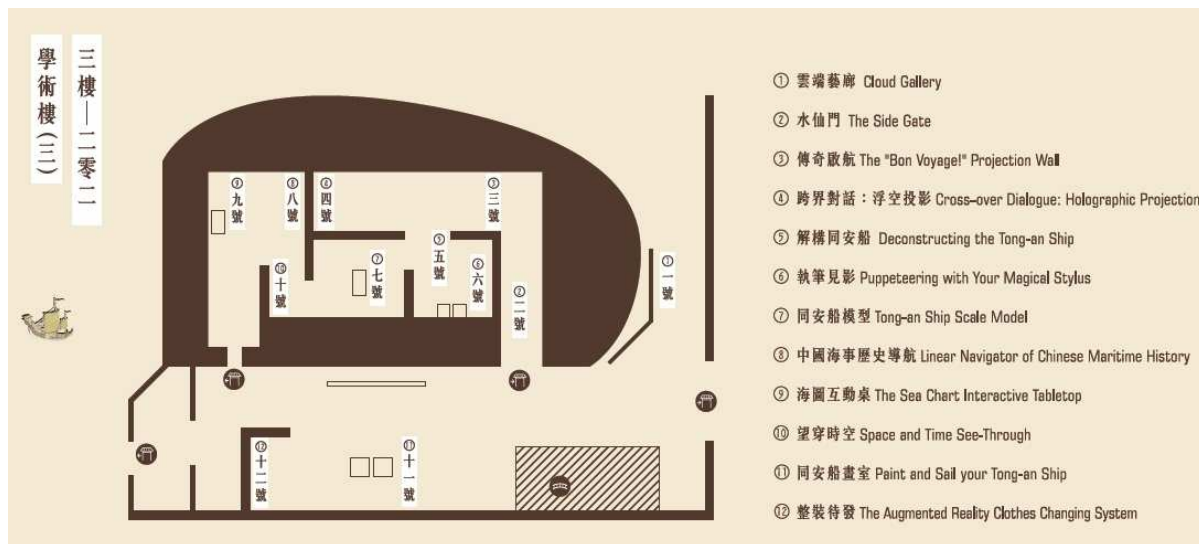 三樓—二零二
學術樓(三)
⑨九號
⑧八號
④四號
③三號
⑤五號
⑥六號
⑦七號
⑩十號
②二號
①一號
⑫十二號
⑪十一號
① 雲端藝廊 Cloud Gallery
② 水仙門 The Side Gate
③ 傳奇啟航 The "Bon Voyage!" Projection Wall
④ 跨界對話：浮空投影 Cross-over Dialogue: Holographic Projection
⑤ 解構同安船 Deconstructing the Tong-an Ship
⑥ 執筆見影 Puppeteering with Your Magical Stylus
⑦ 同安船模型 Tong-an Ship Scale Model
⑧ 中國海事歷史導航 Linear Navigator of Chinese Maritime History
⑨ 海圖互動桌 The Sea Chart Interactive Tabletop
⑩ 望穿時空 Space and Time See-Through
⑪ 同安船畫室 Paint and Sail your Tong-an Ship
⑫ 整裝待發 The Augmented Reality Clothes Changing System